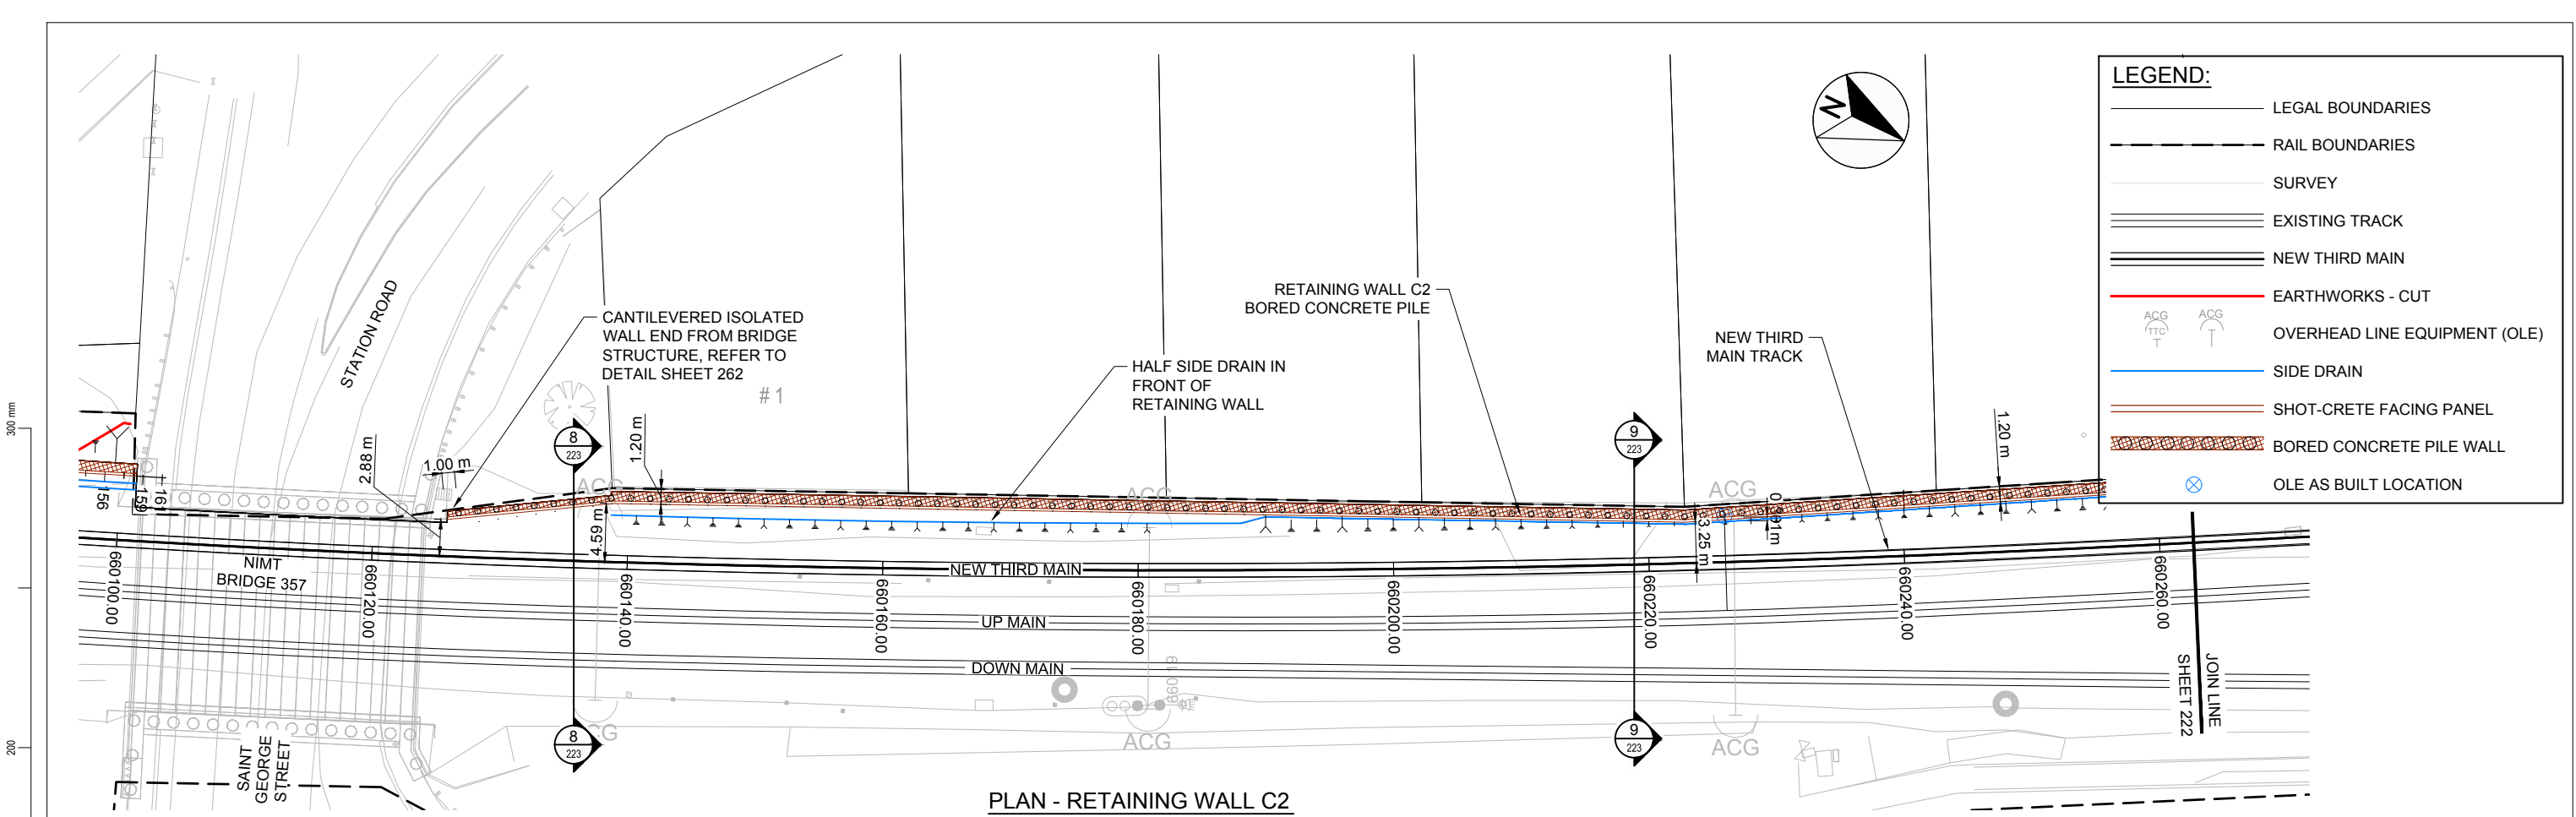 LEGEND:
LEGAL BOUNDARIES
RAIL BOUNDARIES
SURVEY
EXISTING TRACK
NEW THIRD MAIN
EARTHWORKS - CUT
ACG
TTC
ACG
OVERHEAD LINE EQUIPMENT (OLE)
SIDE DRAIN
SHOT-CRETE FACING PANEL
BORED CONCRETE PILE WALL
OLE AS BUILT LOCATION
N
300 mm
200
STATION ROAD
CANTILEVERED ISOLATED
WALL END FROM BRIDGE
STRUCTURE, REFER TO
DETAIL SHEET 262
# 1
HALF SIDE DRAIN IN
FRONT OF
RETAINING WALL
RETAINING WALL C2
BORED CONCRETE PILE
NEW THIRD
MAIN TRACK
2.88 m
1.00 m
1.20 m
4.59 m
3.25 m
1.20 m
8
223
9
223
156
159
161
ACG
ACG
ACG
NIMT
BRIDGE 357
NEW THIRD MAIN
UP MAIN
DOWN MAIN
660100.00
660120.00
660140.00
660160.00
660180.00
660200.00
660220.00
660240.00
660260.00
8
223
9
223
ACG
ACG
SAINT
GEORGE
STREET
JOIN LINE
SHEET 222
PLAN - RETAINING WALL C2